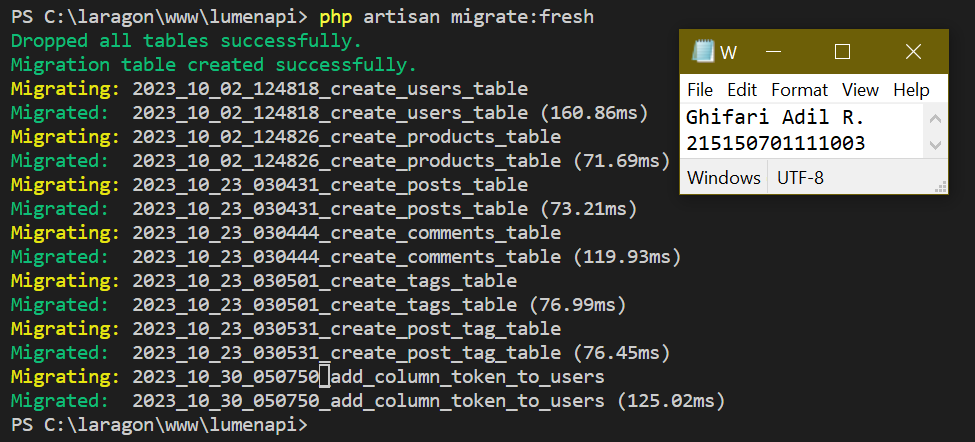 PS C:\laragon\www\lumenapi> php artisan migrate:fresh
Dropped all tables successfully.
Migration table created successfully.
Migrating: 2023_10_02_124818_create_users_table
Migrated:  2023_10_02_124818_create_users_table (160.86ms)
Migrating: 2023_10_02_124826_create_products_table
Migrated:  2023_10_02_124826_create_products_table (71.69ms)
Migrating: 2023_10_23_030431_create_posts_table
Migrated:  2023_10_23_030431_create_posts_table (73.21ms)
Migrating: 2023_10_23_030444_create_comments_table
Migrated:  2023_10_23_030444_create_comments_table (119.93ms)
Migrating: 2023_10_23_030501_create_tags_table
Migrated:  2023_10_23_030501_create_tags_table (76.99ms)
Migrating: 2023_10_23_030531_create_post_tag_table
Migrated:  2023_10_23_030531_create_post_tag_table (76.45ms)
Migrating: 2023_10_30_050750_add_column_token_to_users
Migrated:  2023_10_30_050750_add_column_token_to_users (125.02ms)
PS C:\laragon\www\lumenapi>
W
File Edit Format View Help
Ghifari Adil R.
215150701111003
Windows UTF-8